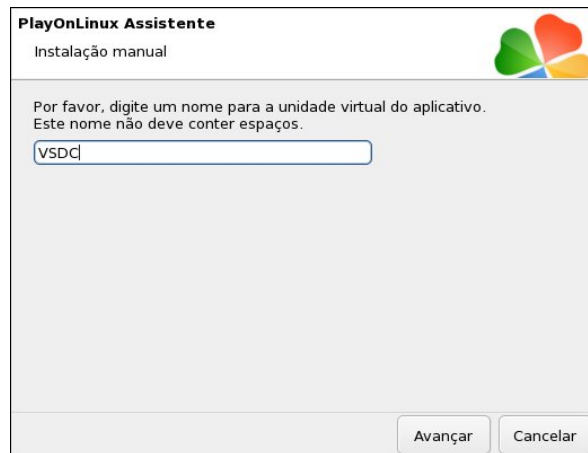 PlayOnLinux Assistente
Instalação manual
Por favor, digite um nome para a unidade virtual do aplicativo.
Este nome não deve conter espaços.
VSDC
Avançar
Cancelar